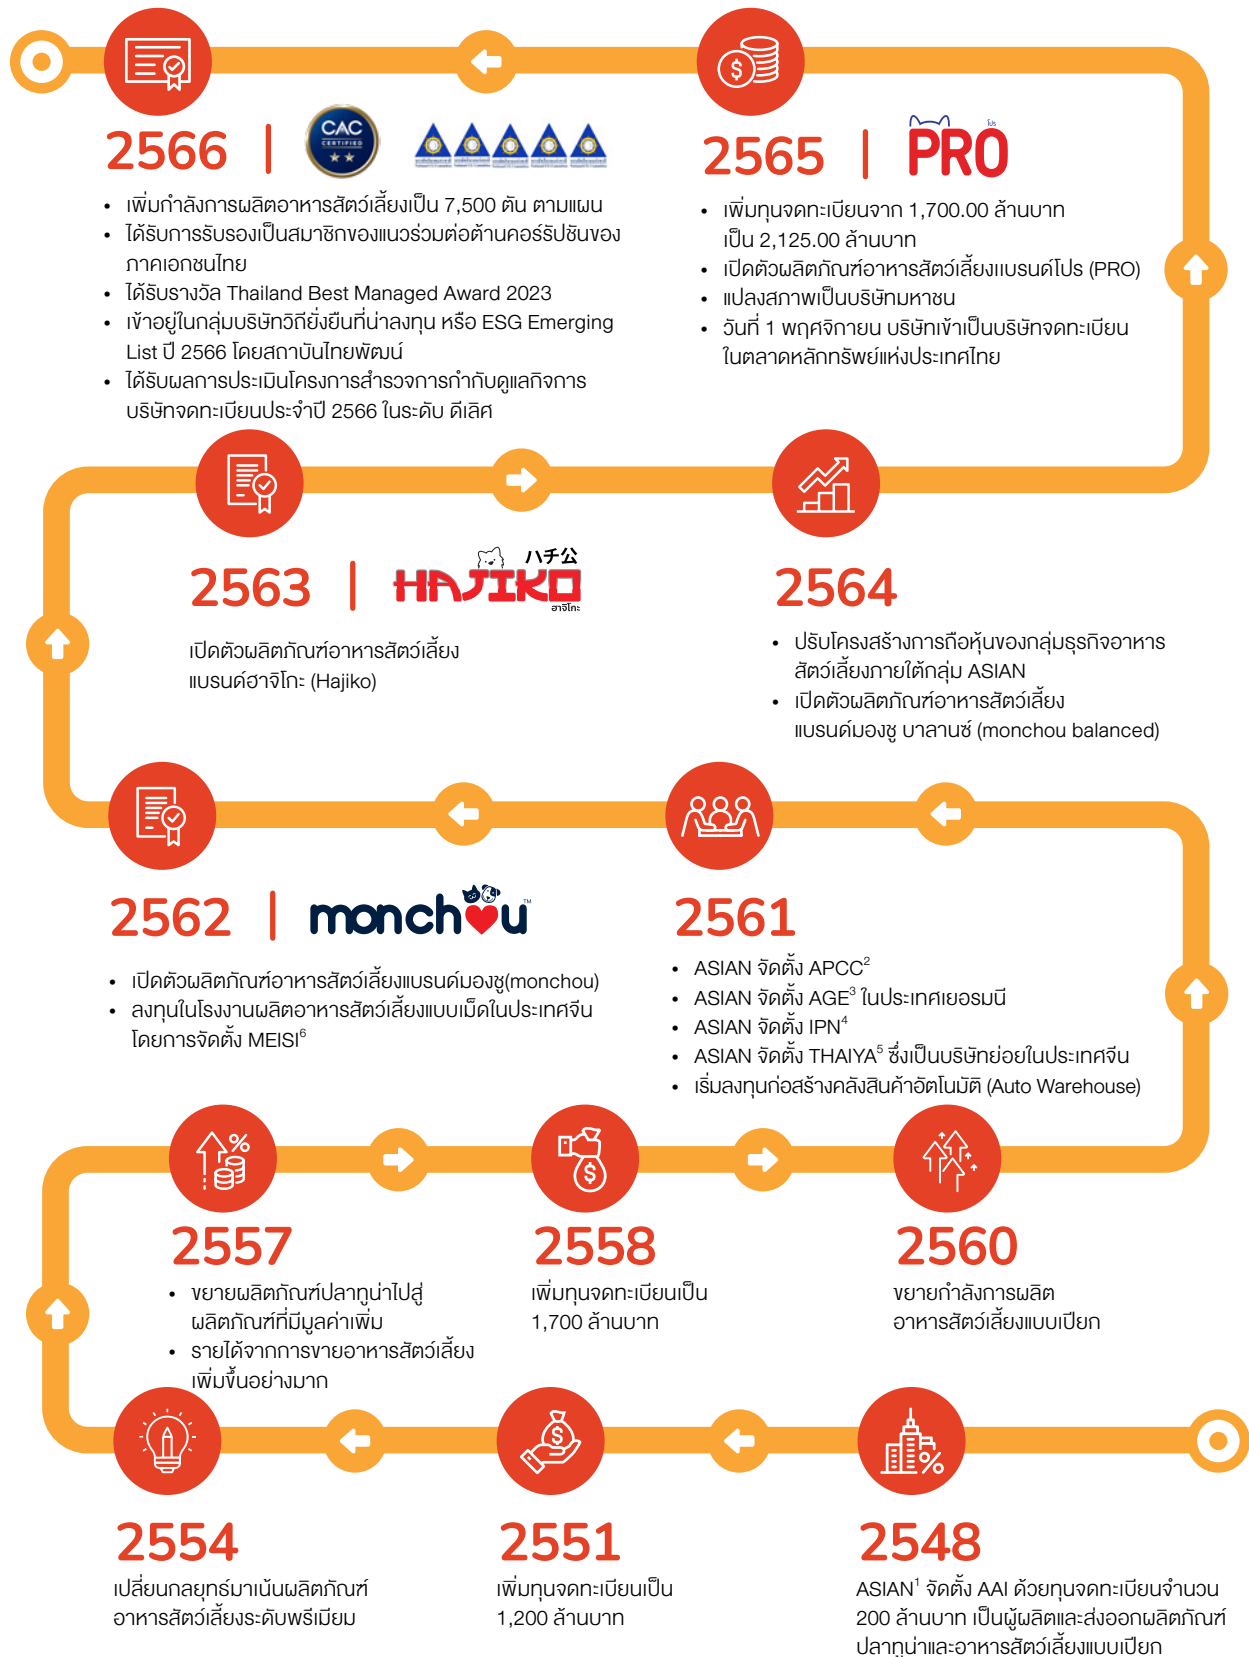 2566
CAC
CERTIFIED
2565
โปร
PRO
• เพิ่มกำลังการผลิตอาหารสัตว์เลี้ยงเป็น 7,500 ตัน ตามแผน
• ได้รับการรับรองเป็นสมาชิกของแนวร่วมต่อต้านคอร์รัปชันของ
ภาคเอกชนไทย
• ได้รับรางวัล Thailand Best Managed Award 2023
• เข้าอยู่ในกลุ่มบริษัทวิถียั่งยืนที่น่าลงทุน หรือ ESG Emerging
List ปี 2566 โดยสถาบันไทยพัฒน์
• ได้รับผลการประเมินโครงการสำรวจการกำกับดูแลกิจการ
บริษัทจดทะเบียนประจำปี 2566 ในระดับ ดีเลิศ
• เพิ่มทุนจดทะเบียนจาก 1,700.00 ล้านบาท
เป็น 2,125.00 ล้านบาท
• เปิดตัวผลิตภัณฑ์อาหารสัตว์เลี้ยงแบรนด์โปร (PRO)
• แปลงสภาพเป็นบริษัทมหาชน
• วันที่ 1 พฤศจิกายน บริษัทเข้าเป็นบริษัทจดทะเบียน
ในตลาดหลักทรัพย์แห่งประเทศไทย
2563
ハチ公
HAJIKO
ฮาจิโกะ
เปิดตัวผลิตภัณฑ์อาหารสัตว์เลี้ยง
แบรนด์ฮาจิโกะ (Hajiko)
2564
• ปรับโครงสร้างการถือหุ้นของกลุ่มธุรกิจอาหาร
สัตว์เลี้ยงภายใต้กลุ่ม ASIAN
• เปิดตัวผลิตภัณฑ์อาหารสัตว์เลี้ยง
แบรนด์มองชู บาลานซ์ (monchou balanced)
2562
monchou™
• เปิดตัวผลิตภัณฑ์อาหารสัตว์เลี้ยงแบรนด์มองชู(monchou)
• ลงทุนในโรงงานผลิตอาหารสัตว์เลี้ยงแบบเม็ดในประเทศจีน
โดยการจัดตั้ง MEISI⁶
2561
• ASIAN จัดตั้ง APCC²
• ASIAN จัดตั้ง AGE³ ในประเทศเยอรมนี
• ASIAN จัดตั้ง IPN⁴
• ASIAN จัดตั้ง THAIYA⁵ ซึ่งเป็นบริษัทย่อยในประเทศจีน
• เริ่มลงทุนก่อสร้างคลังสินค้าอัตโนมัติ (Auto Warehouse)
2557
• ขยายผลิตภัณฑ์ปลาทูน่าไปสู่
ผลิตภัณฑ์ที่มีมูลค่าเพิ่ม
• รายได้จากการขายอาหารสัตว์เลี้ยง
เพิ่มขึ้นอย่างมาก
2558
เพิ่มทุนจดทะเบียนเป็น
1,700 ล้านบาท
2560
ขยายกำลังการผลิต
อาหารสัตว์เลี้ยงแบบเปียก
2554
เปลี่ยนกลยุทธ์มาเน้นผลิตภัณฑ์
อาหารสัตว์เลี้ยงระดับพรีเมียม
2551
เพิ่มทุนจดทะเบียนเป็น
1,200 ล้านบาท
2548
ASIAN¹ จัดตั้ง AAI ด้วยทุนจดทะเบียนจำนวน
200 ล้านบาท เป็นผู้ผลิตและส่งออกผลิตภัณฑ์
ปลาทูน่าและอาหารสัตว์เลี้ยงแบบเปียก